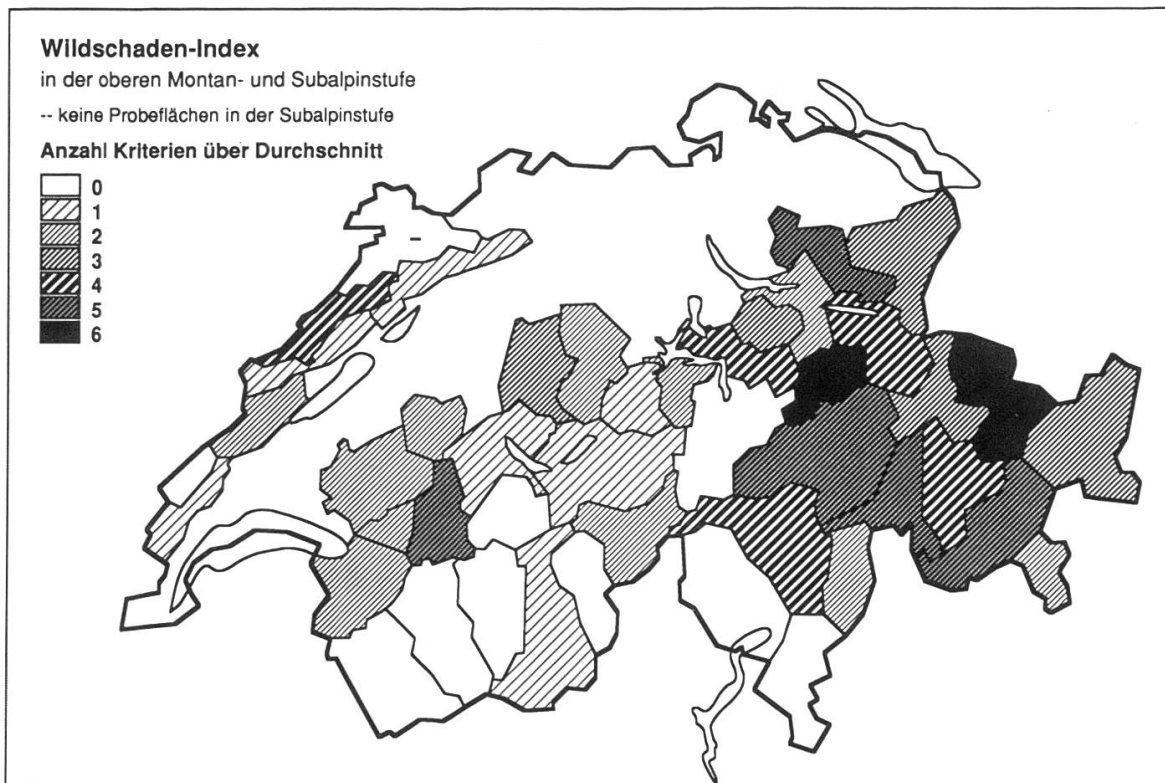 Wildschaden-Index
in der oberen Montan- und Subalpinstufe
-- keine Probeflächen in der Subalpinstufe
Anzahl Kriterien über Durchschnitt
0
1
2
3
4
5
6